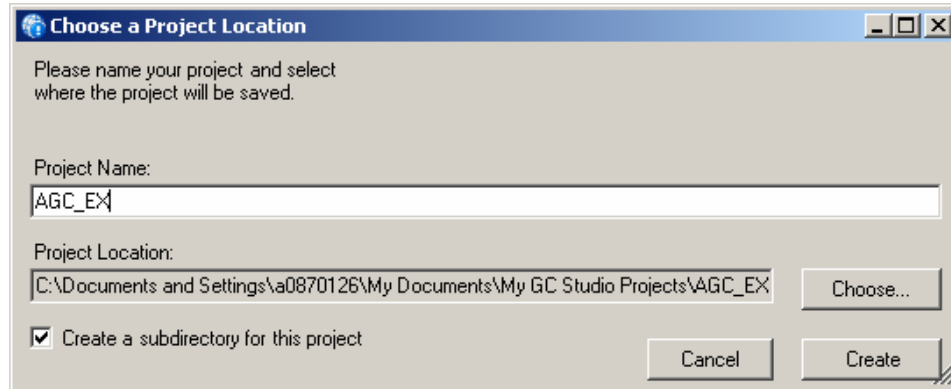 Choose a Project Location
Please name your project and select
where the project will be saved.
Project Name:
AGC_EX
Project Location:
C:\Documents and Settings\a0870126\My Documents\My GC Studio Projects\AGC_EX
Choose...
Create a subdirectory for this project
Cancel
Create